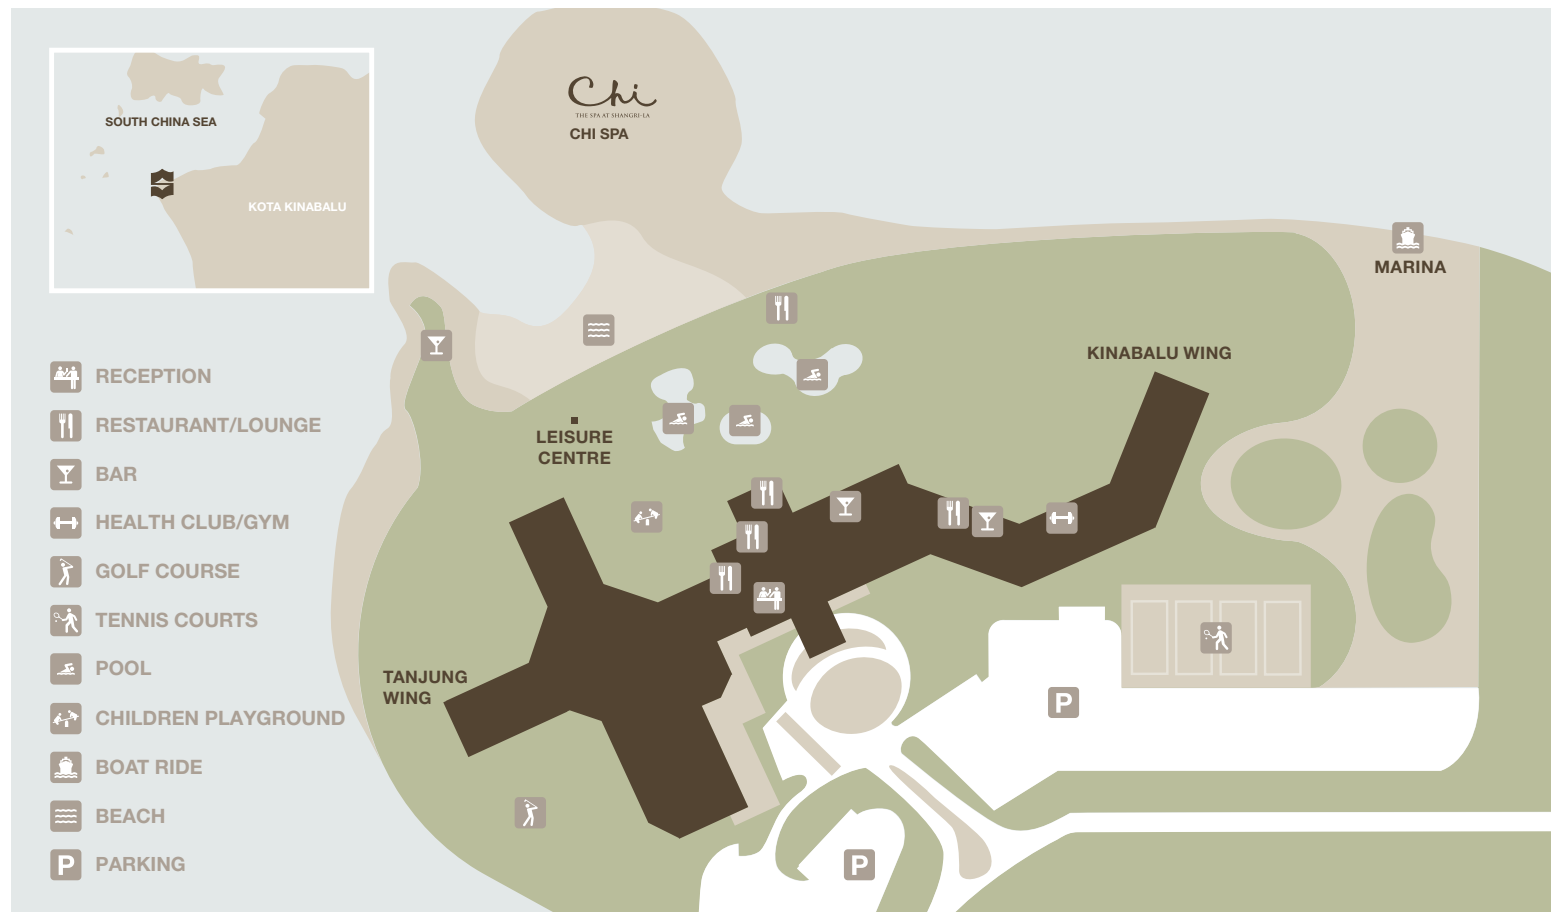 Chi
THE SPA AT SHANGRI-LA
CHI SPA
SOUTH CHINA SEA
KOTA KINABALU
MARINA
KINABALU WING
LEISURE
CENTRE
TANJUNG
WING
RECEPTION
RESTAURANT/LOUNGE
BAR
HEALTH CLUB/GYM
GOLF COURSE
TENNIS COURTS
POOL
CHILDREN PLAYGROUND
BOAT RIDE
BEACH
P PARKING
P
P